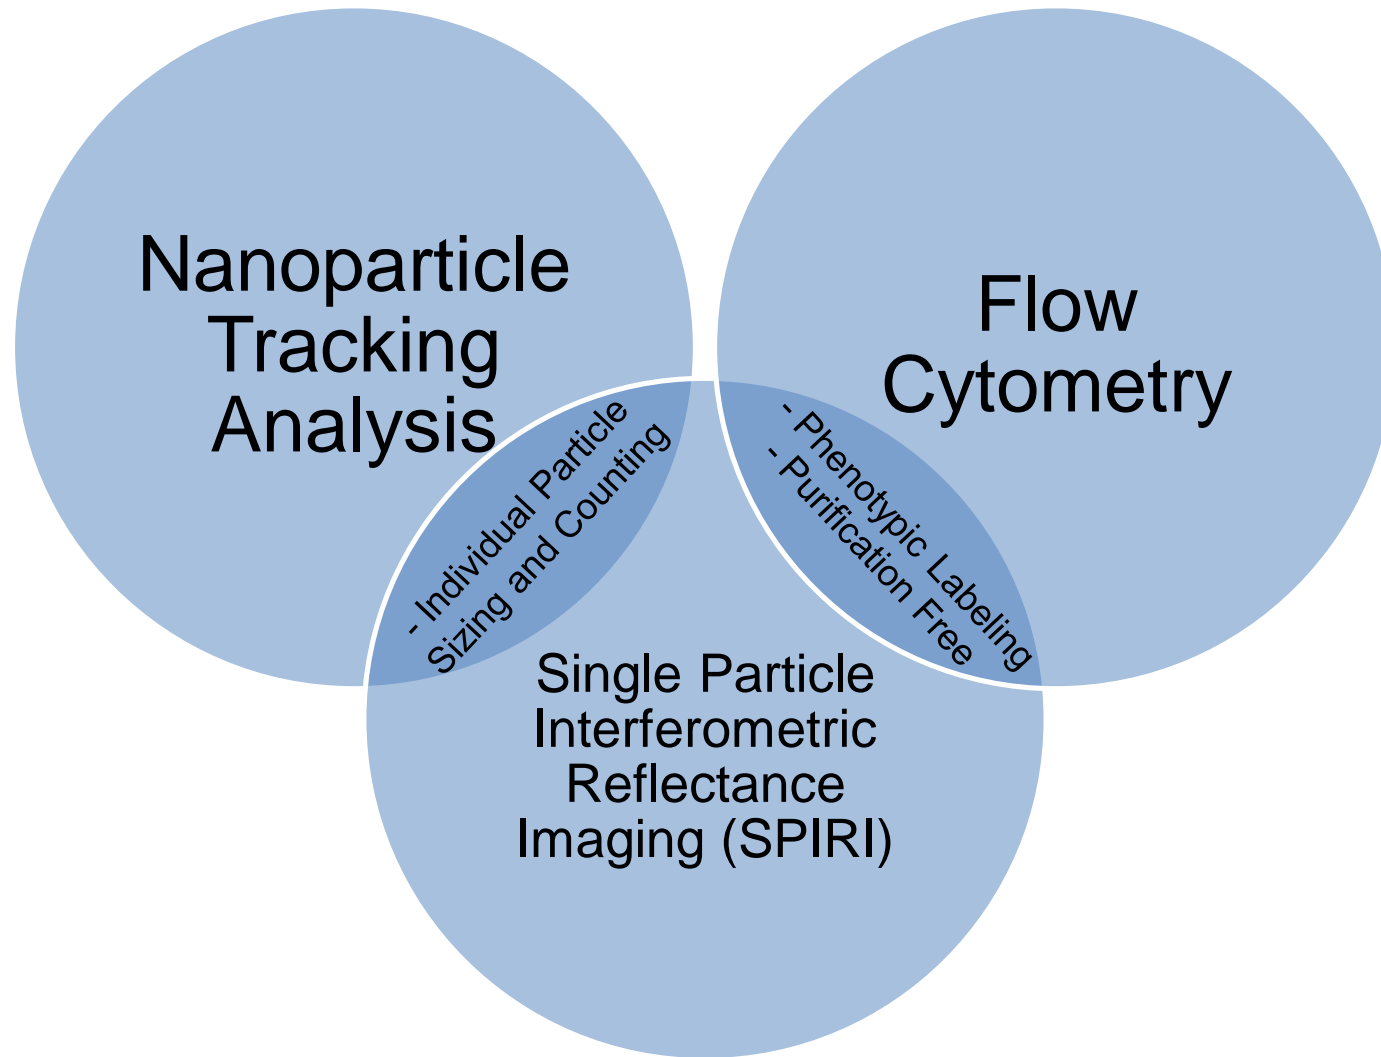 Nanoparticle
Tracking
Analysis
Flow
Cytometry
- Individual Particle
Sizing and Counting
- Phenotypic Labeling
- Purification Free
Single Particle
Interferometric
Reflectance
Imaging (SPIRI)